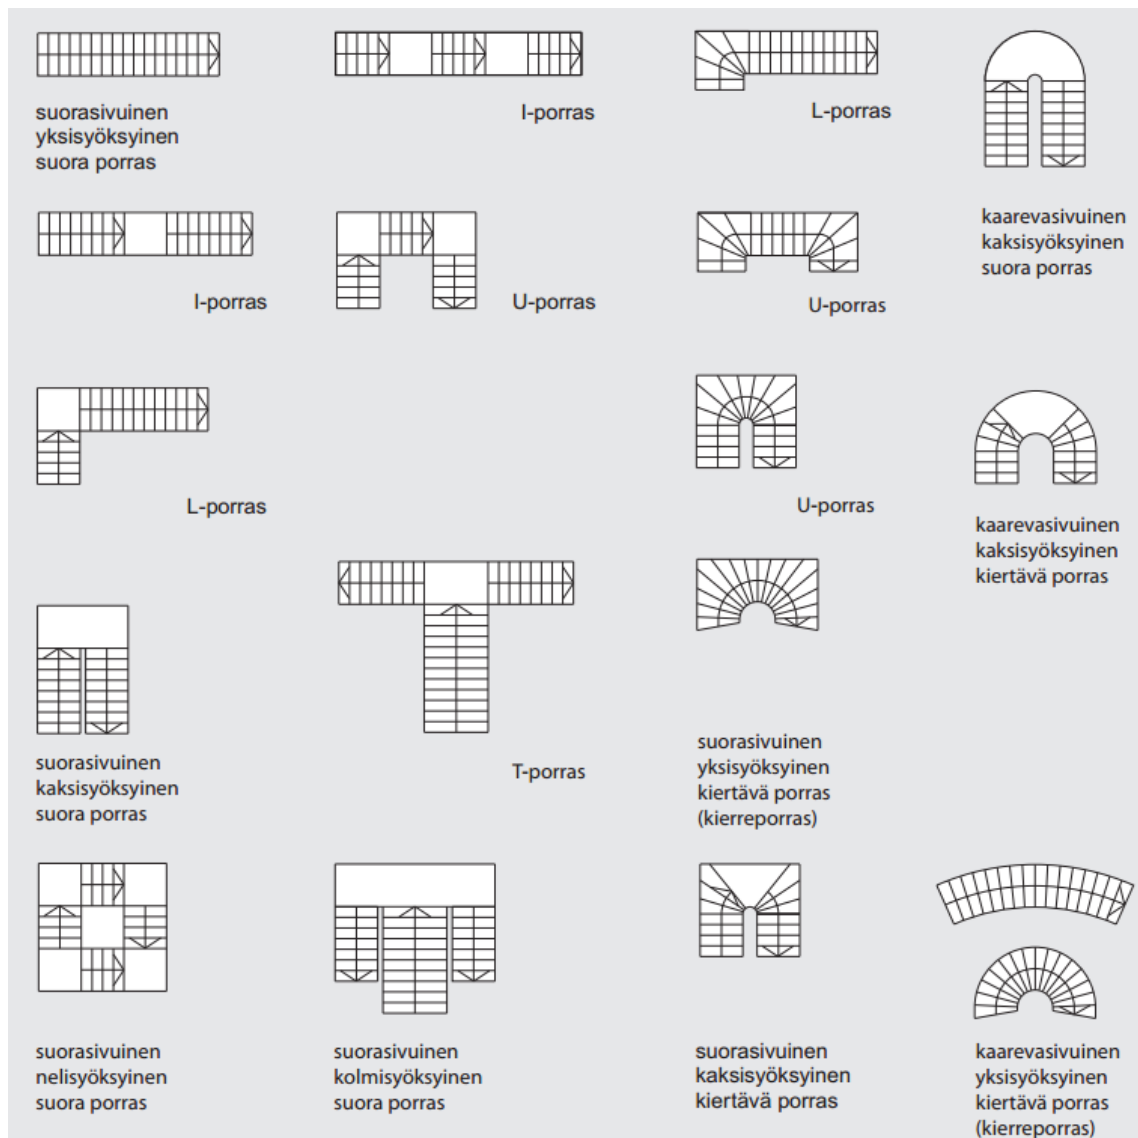 suorasivuinen
yksisyöksyinen
suora porras
I-porras
L-porras
kaarevasivuinen
kaksisyöksyinen
suora porras
I-porras
U-porras
U-porras
L-porras
U-porras
kaarevasivuinen
kaksisyöksyinen
kiertävä porras
suorasivuinen
kaksisyöksyinen
suora porras
T-porras
suorasivuinen
yksisyöksyinen
kiertävä porras
(kierreporras)
suorasivuinen
nelisyöksyinen
suora porras
suorasivuinen
kolmisyöksyinen
suora porras
suorasivuinen
kaksisyöksyinen
kiertävä porras
kaarevasivuinen
yksisyöksyinen
kiertävä porras
(kierreporras)